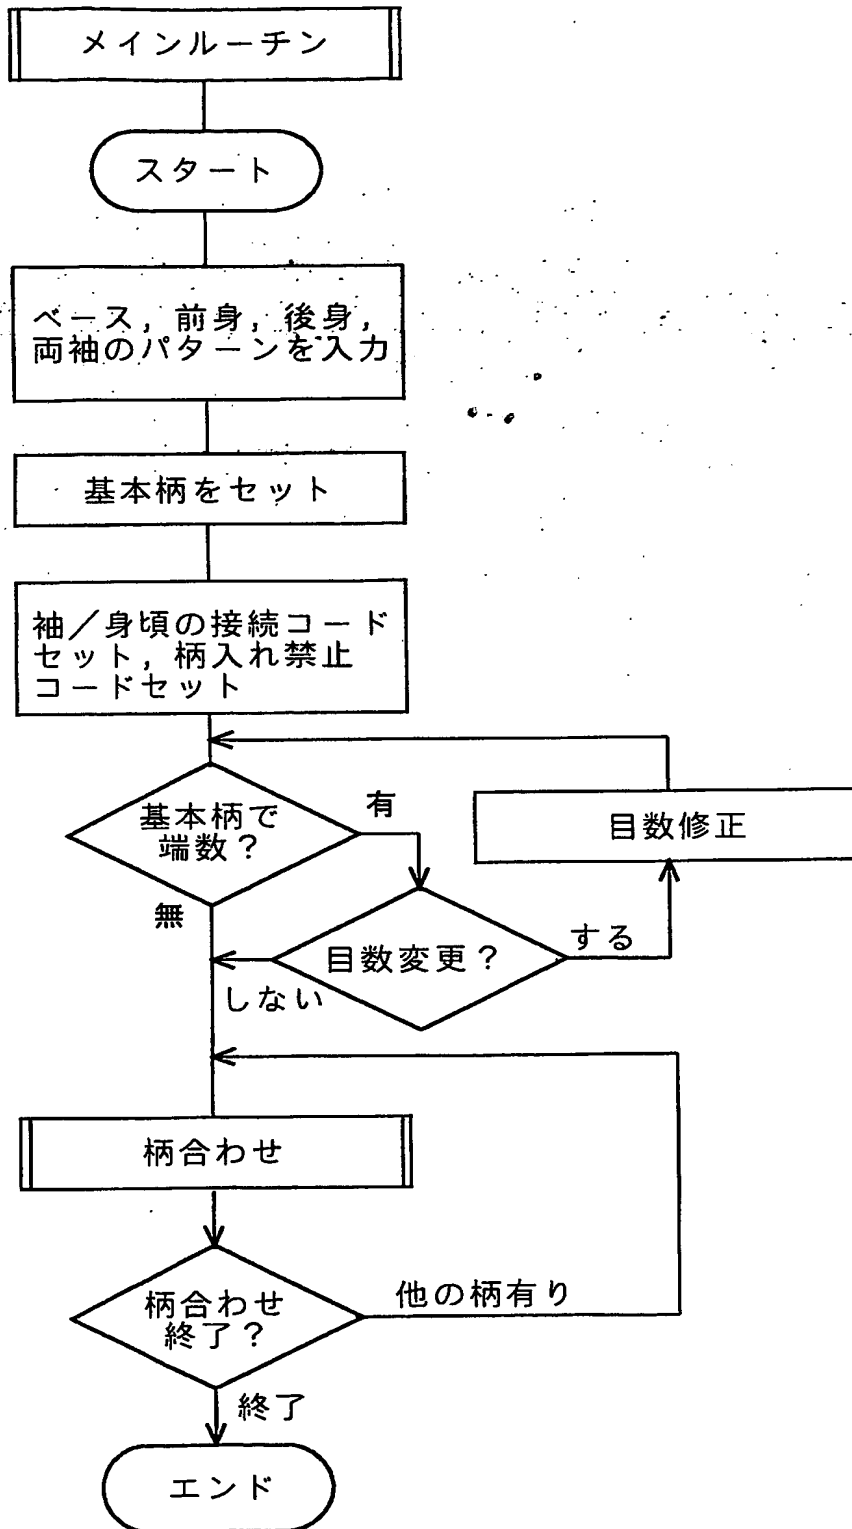 メインルーチン
スタート
ベース，前身，後身，
両袖のパターンを入力
基本柄をセット
袖／身頃の接続コード
セット，柄入れ禁止
コードセット
基本柄で
端数？
有
目数修正
無
目数変更？
する
しない
柄合わせ
柄合わせ
終了？
他の柄有り
終了
エンド